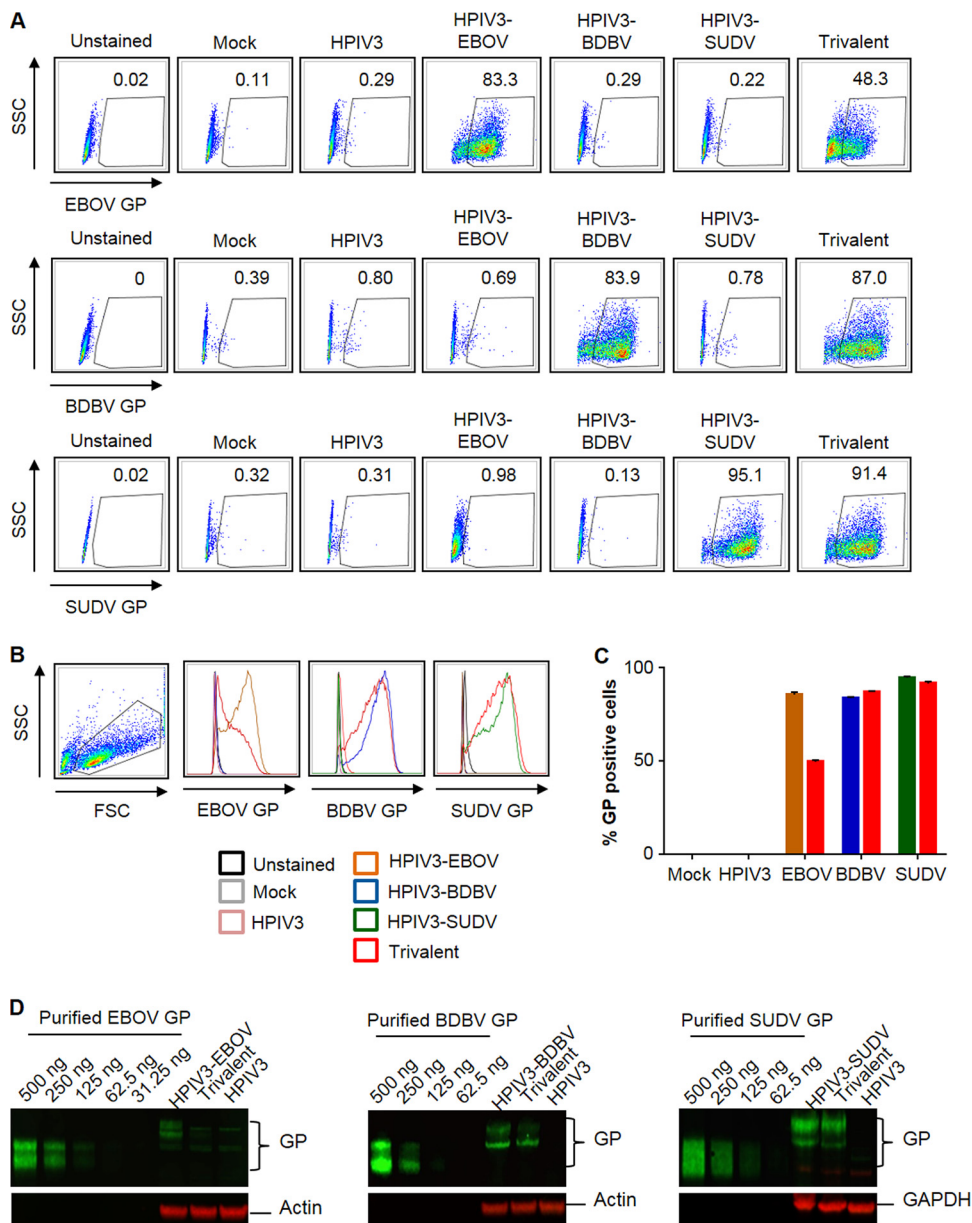 A
Unstained Mock HPIV3 HPIV3-EBOV HPIV3-BDBV HPIV3-SUDV Trivalent
SSC
0.02 0.11 0.29 83.3 0.29 0.22 48.3
EBOV GP
Unstained Mock HPIV3 HPIV3-EBOV HPIV3-BDBV HPIV3-SUDV Trivalent
SSC
0 0.39 0.80 0.69 83.9 0.78 87.0
BDBV GP
Unstained Mock HPIV3 HPIV3-EBOV HPIV3-BDBV HPIV3-SUDV Trivalent
SSC
0.02 0.32 0.31 0.98 0.13 95.1 91.4
SUDV GP
B
SSC
FSC EBOV GP BDBV GP SUDV GP
Unstained
Mock
HPIV3
HPIV3-EBOV
HPIV3-BDBV
HPIV3-SUDV
Trivalent
C
% GP positive cells
100
50
0
Mock HPIV3 EBOV BDBV SUDV
D
Purified EBOV GP
500 ng 250 ng 125 ng 62.5 ng 31.25 ng HPIV3-EBOV Trivalent HPIV3
GP
Actin
Purified BDBV GP
500 ng 250 ng 125 ng 62.5 ng HPIV3-BDBV Trivalent HPIV3
GP
Actin
Purified SUDV GP
500 ng 250 ng 125 ng 62.5 ng HPIV3-SUDV Trivalent HPIV3
GP
GAPDH